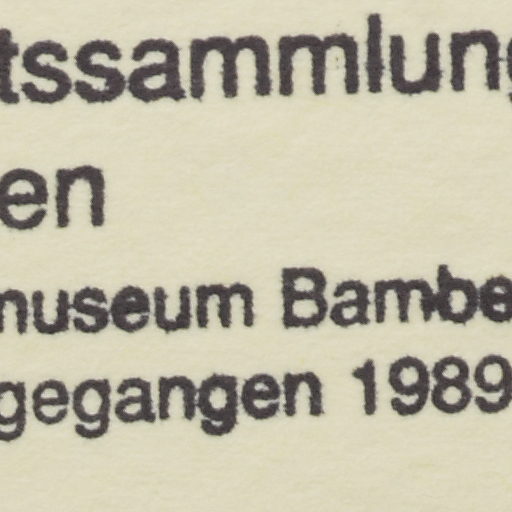 tssammlung
en
museum Bambe
gegangen 1989